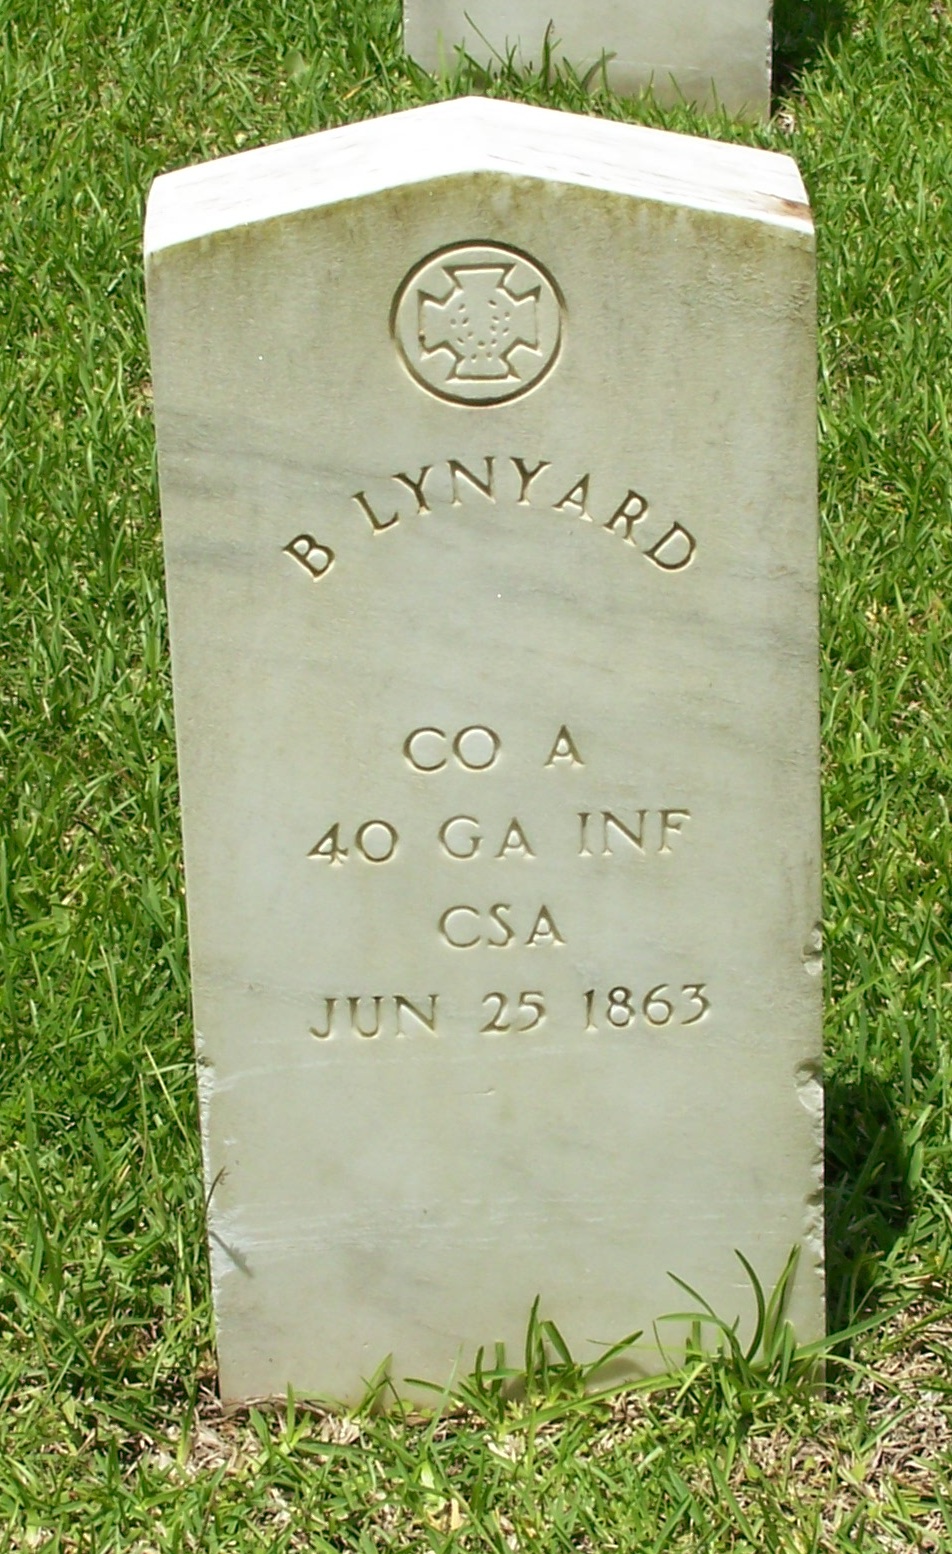 B LYNYARD
CO A
40 GA INF
CSA
JUN 25 1863